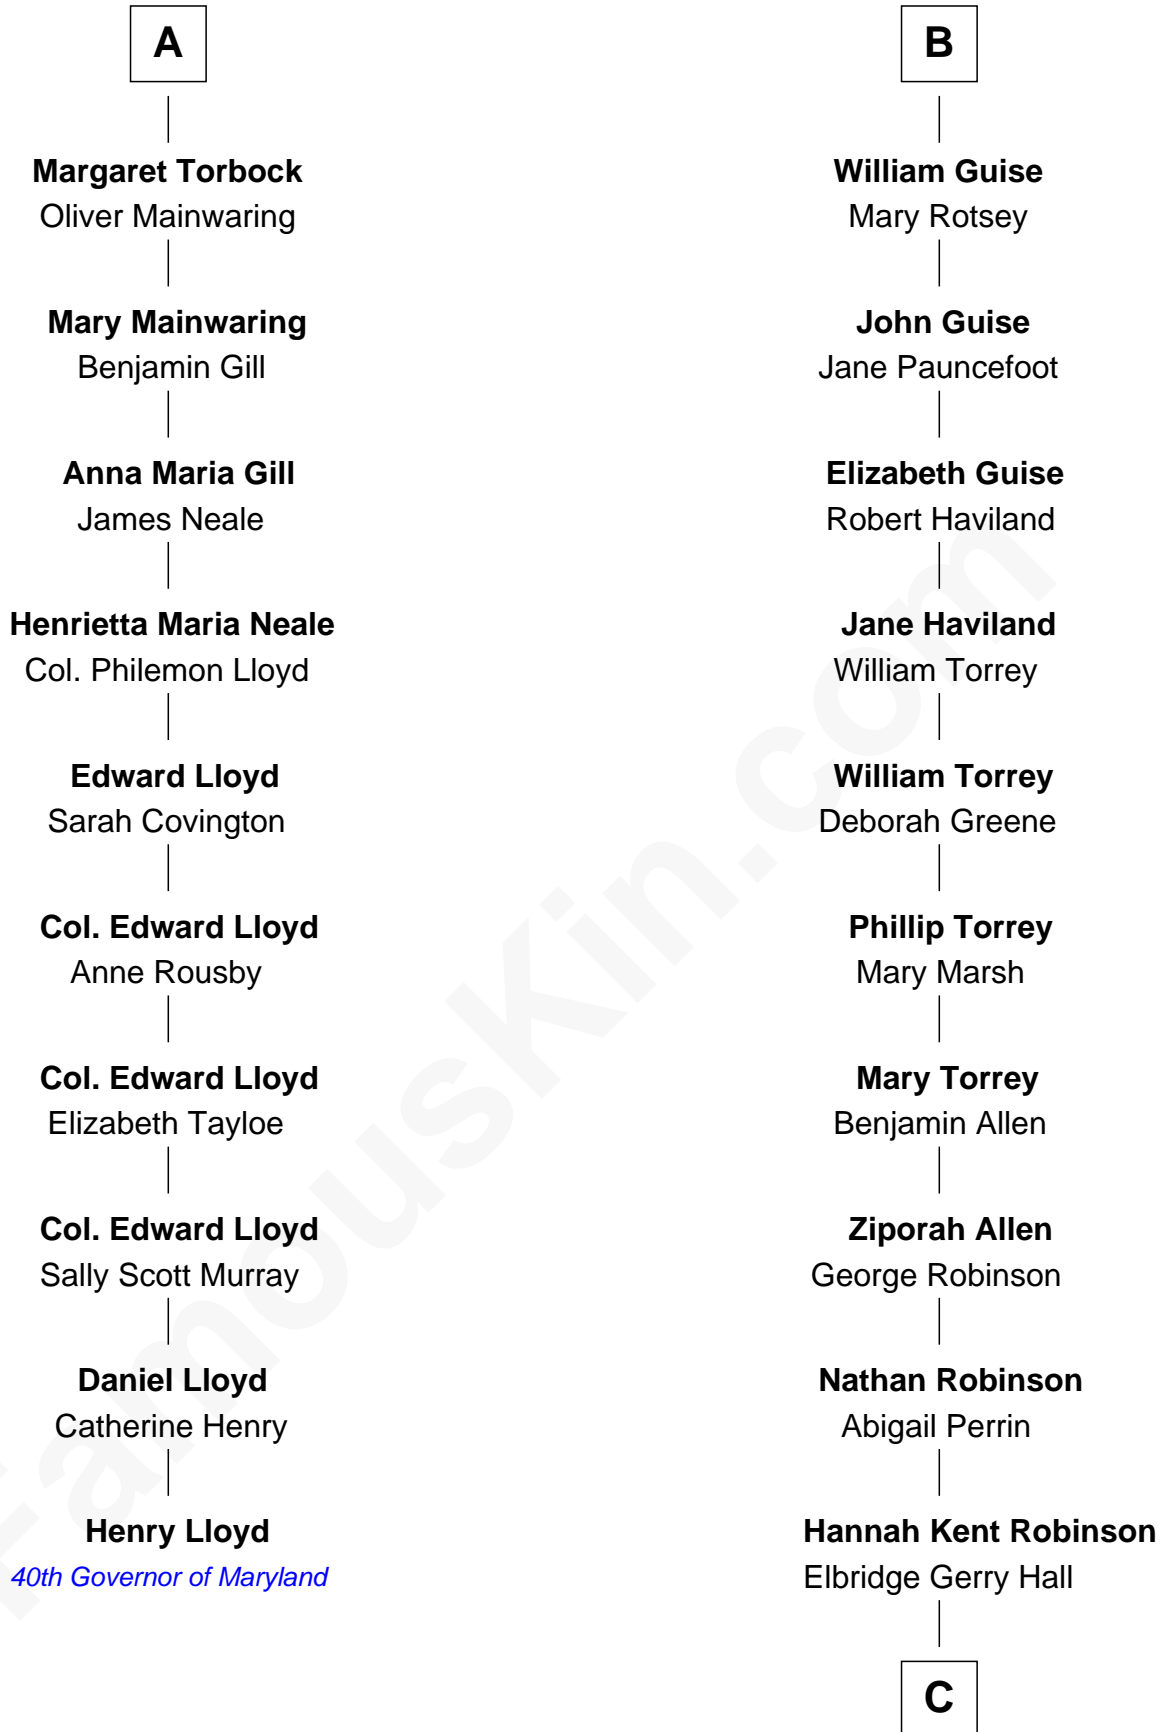 A
Margaret Torbock
Oliver Mainwaring
Mary Mainwaring
Benjamin Gill
Anna Maria Gill
James Neale
Henrietta Maria Neale
Col. Philemon Lloyd
Edward Lloyd
Sarah Covington
Col. Edward Lloyd
Anne Rousby
Col. Edward Lloyd
Elizabeth Tayloe
Col. Edward Lloyd
Sally Scott Murray
Daniel Lloyd
Catherine Henry
Henry Lloyd
40th Governor of Maryland
B
William Guise
Mary Rotsey
John Guise
Jane Pauncefoot
Elizabeth Guise
Robert Haviland
Jane Haviland
William Torrey
William Torrey
Deborah Greene
Phillip Torrey
Mary Marsh
Mary Torrey
Benjamin Allen
Ziporah Allen
George Robinson
Nathan Robinson
Abigail Perrin
Hannah Kent Robinson
Elbridge Gerry Hall
C
FamousKin.com